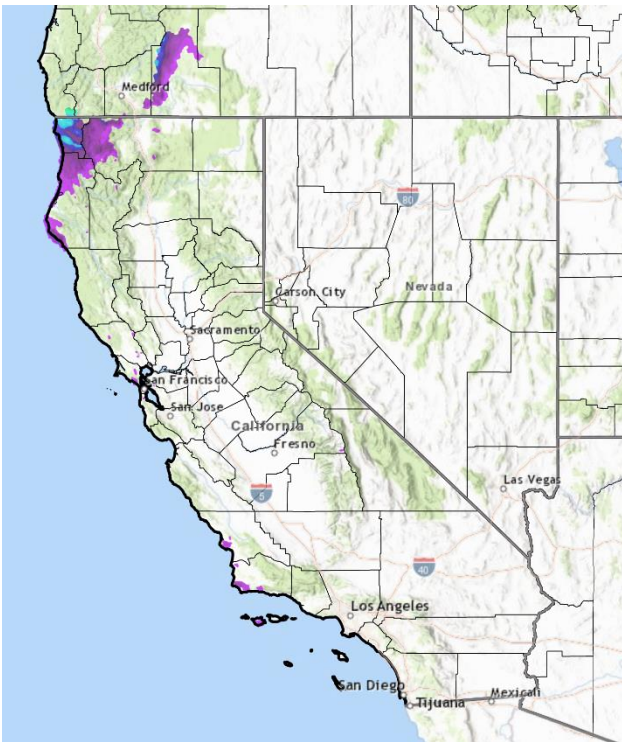 Medford
80
Nevada
Carson City
Sacramento
San Francisco
San Jose
California
Fresno
Las Vegas
5
40
Los Angeles
San Diego
Tijuana
Mexicali